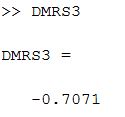 >> DMRS3
DMRS3 =
-0.7071